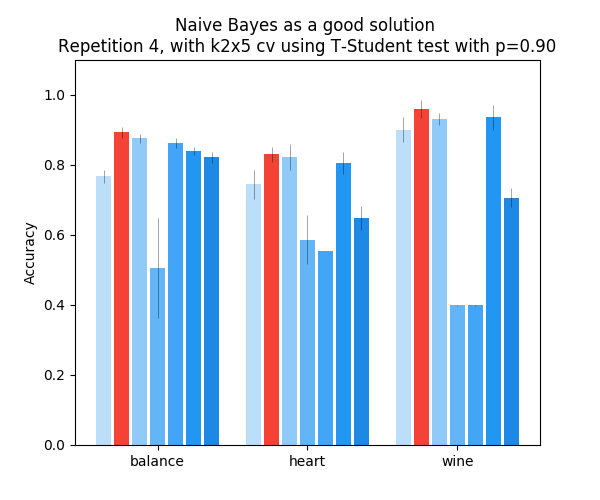 Naive Bayes as a good solution
Repetition 4, with k2x5 cv using T-Student test with p=0.90
1.0
0.8
0.6
0.4
0.2
0.0
Accuracy
balance
heart
wine